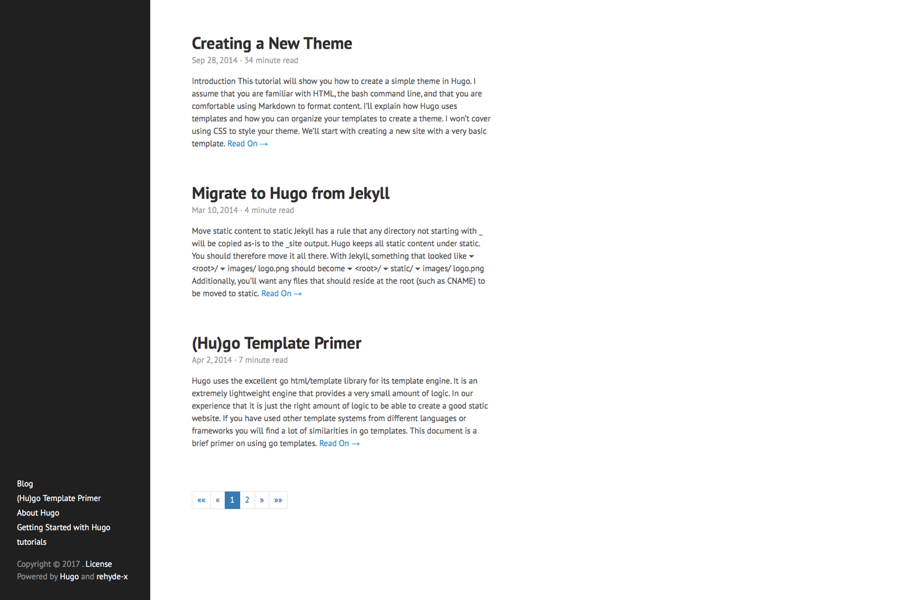 Creating a New Theme
Sep 28, 2014 · 34 minute read
Introduction This tutorial will show you how to create a simple theme in Hugo. I
assume that you are familiar with HTML, the bash command line, and that you are
comfortable using Markdown to format content. I'll explain how Hugo uses
templates and how you can organize your templates to create a theme. I won't cover
using CSS to style your theme. We'll start with creating a new site with a very basic
template. Read On →
Migrate to Hugo from Jekyll
Mar 10, 2014 · 4 minute read
Move static content to static Jekyll has a rule that any directory not starting with _
will be copied as-is to the _site output. Hugo keeps all static content under static.
You should therefore move it all there. With Jekyll, something that looked like ▾
<root>/ ▾ images/ logo.png should become ▾ <root>/ ▾ static/ ▾ images/ logo.png
Additionally, you'll want any files that should reside at the root (such as CNAME) to
be moved to static. Read On →
(Hu)go Template Primer
Apr 2, 2014 · 7 minute read
Hugo uses the excellent go html/template library for its template engine. It is an
extremely lightweight engine that provides a very small amount of logic. In our
experience that it is just the right amount of logic to be able to create a good static
website. If you have used other template systems from different languages or
frameworks you will find a lot of similarities in go templates. This document is a
brief primer on using go templates. Read On →
«« « 1 2 » »»
Blog
(Hu)go Template Primer
About Hugo
Getting Started with Hugo
tutorials
Copyright © 2017 . License
Powered by Hugo and rehyde-x